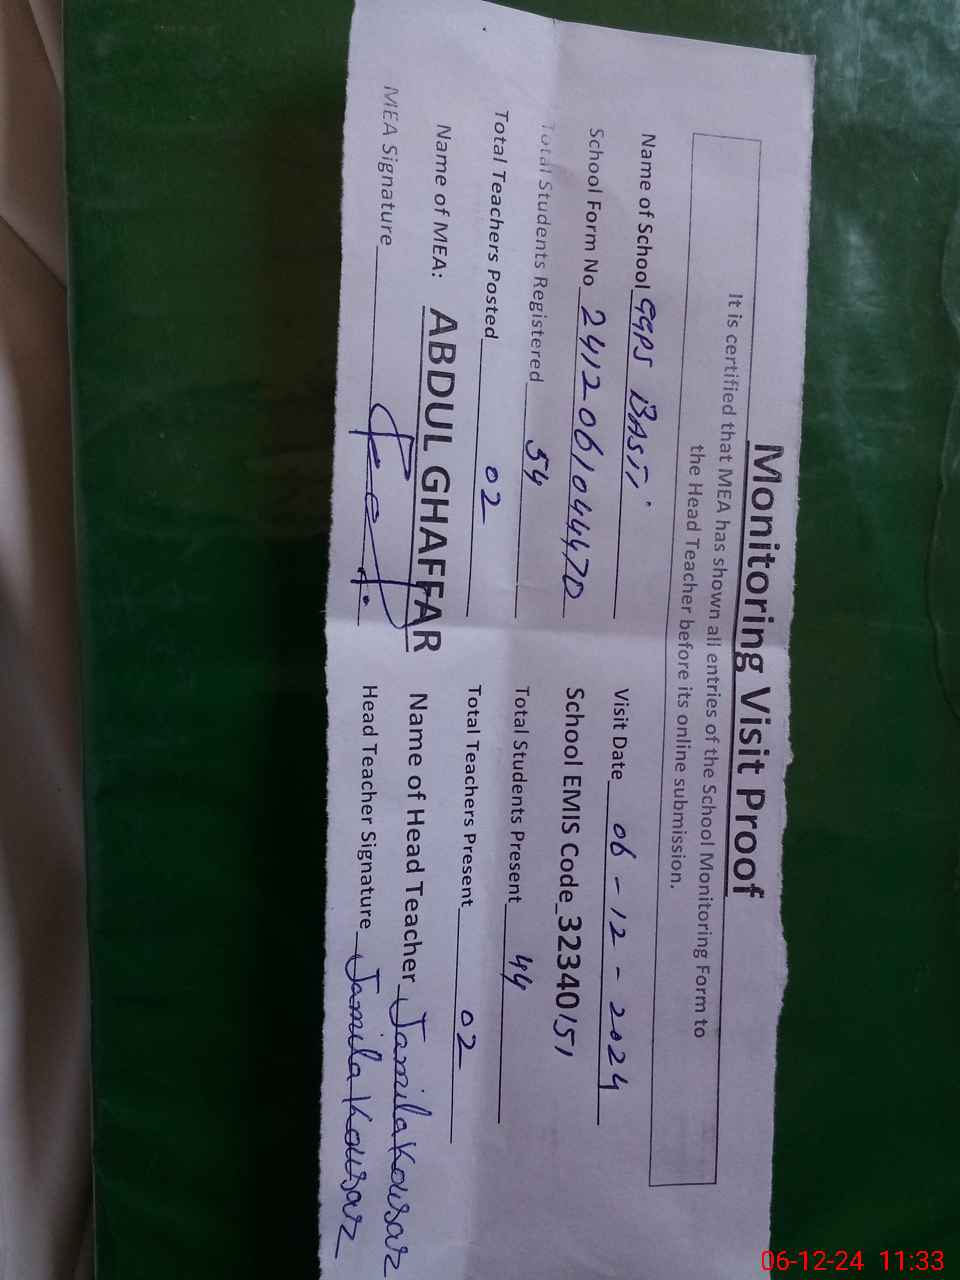 Monitoring Visit Proof
It is certified that MEA has shown all entries of the School Monitoring Form to
the Head Teacher before its online submission.
Name of School GGPS BASTI Visit Date 06-12-2024
School Form No 2412061044470 School EMIS Code 32340151
Total Students Registered 54 Total Students Present 44
Total Teachers Posted 02 Total Teachers Present 02
Name of MEA: ABDUL GHAFFAR Name of Head Teacher Jamila Kousar
MEA Signature Head Teacher Signature Jamila Kousar
06-12-24 11:33